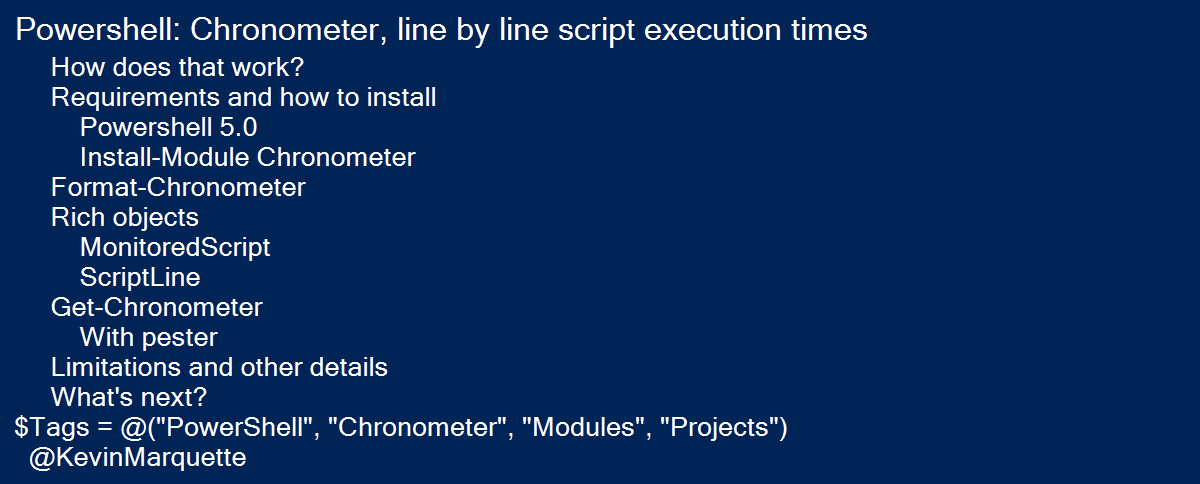 Powershell: Chronometer, line by line script execution times
How does that work?
Requirements and how to install
Powershell 5.0
Install-Module Chronometer
Format-Chronometer
Rich objects
MonitoredScript
ScriptLine
Get-Chronometer
With pester
Limitations and other details
What's next?
$Tags = @("PowerShell", "Chronometer", "Modules", "Projects")
@KevinMarquette